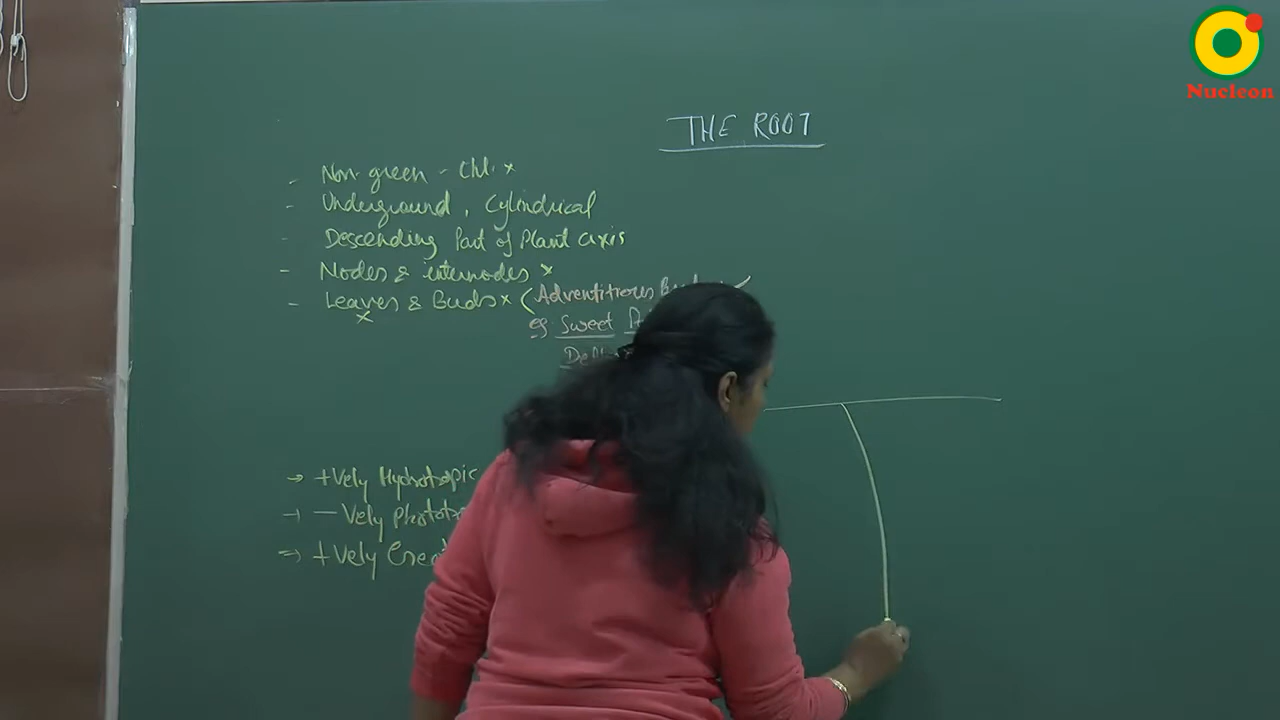 Nucleon
THE ROOT
- Non-green - Chl. x
- Underground, Cylindrical
- Descending Part of Plant axis
- Nodes & internodes x
- Leaves & Buds x (Adventitious
x
eg Sweet
→ +Vely Hydrotropic
→ -Vely
→ +Vely